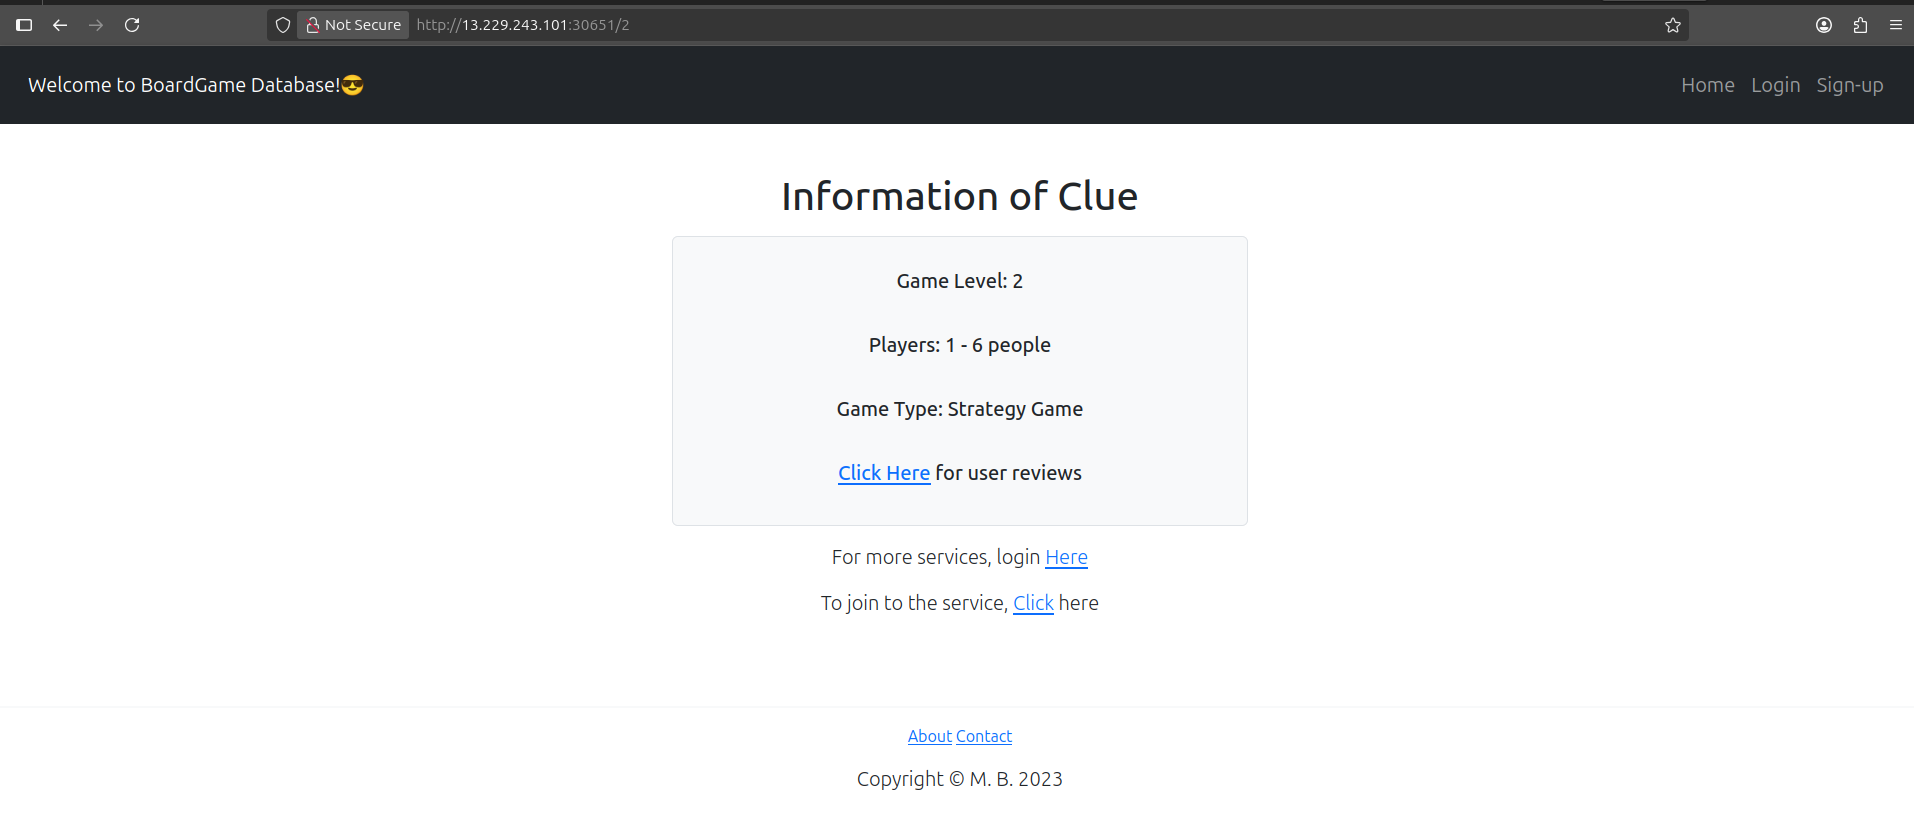 Not Secure http://13.229.243.101:30651/2
Welcome to BoardGame Database!😎 Home Login Sign-up
Information of Clue
Game Level: 2
Players: 1 - 6 people
Game Type: Strategy Game
Click Here for user reviews
For more services, login Here
To join to the service, Click here
About Contact
Copyright © M. B. 2023